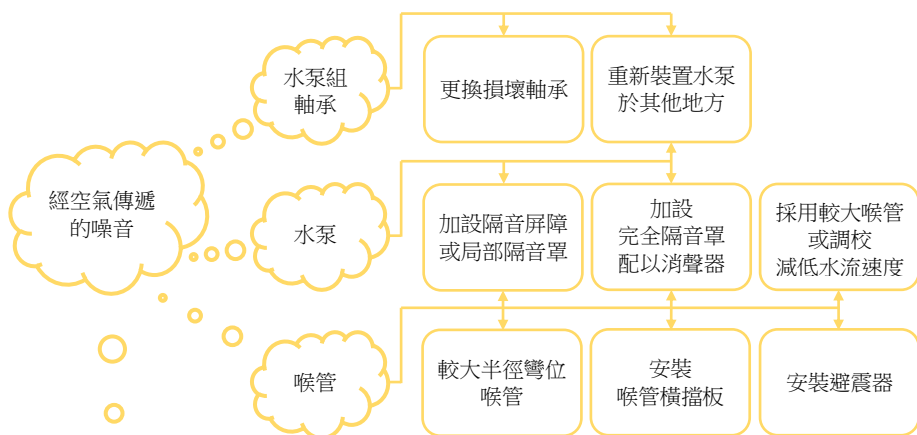 水泵組
軸承
更換損壞軸承
重新裝置水泵
於其他地方
經空氣傳遞
的噪音
水泵
加設隔音屏障
或局部隔音罩
加設
完全隔音罩
配以消聲器
採用較大喉管
或調校
減低水流速度
喉管
較大半徑彎位
喉管
安裝
喉管橫擋板
安裝避震器